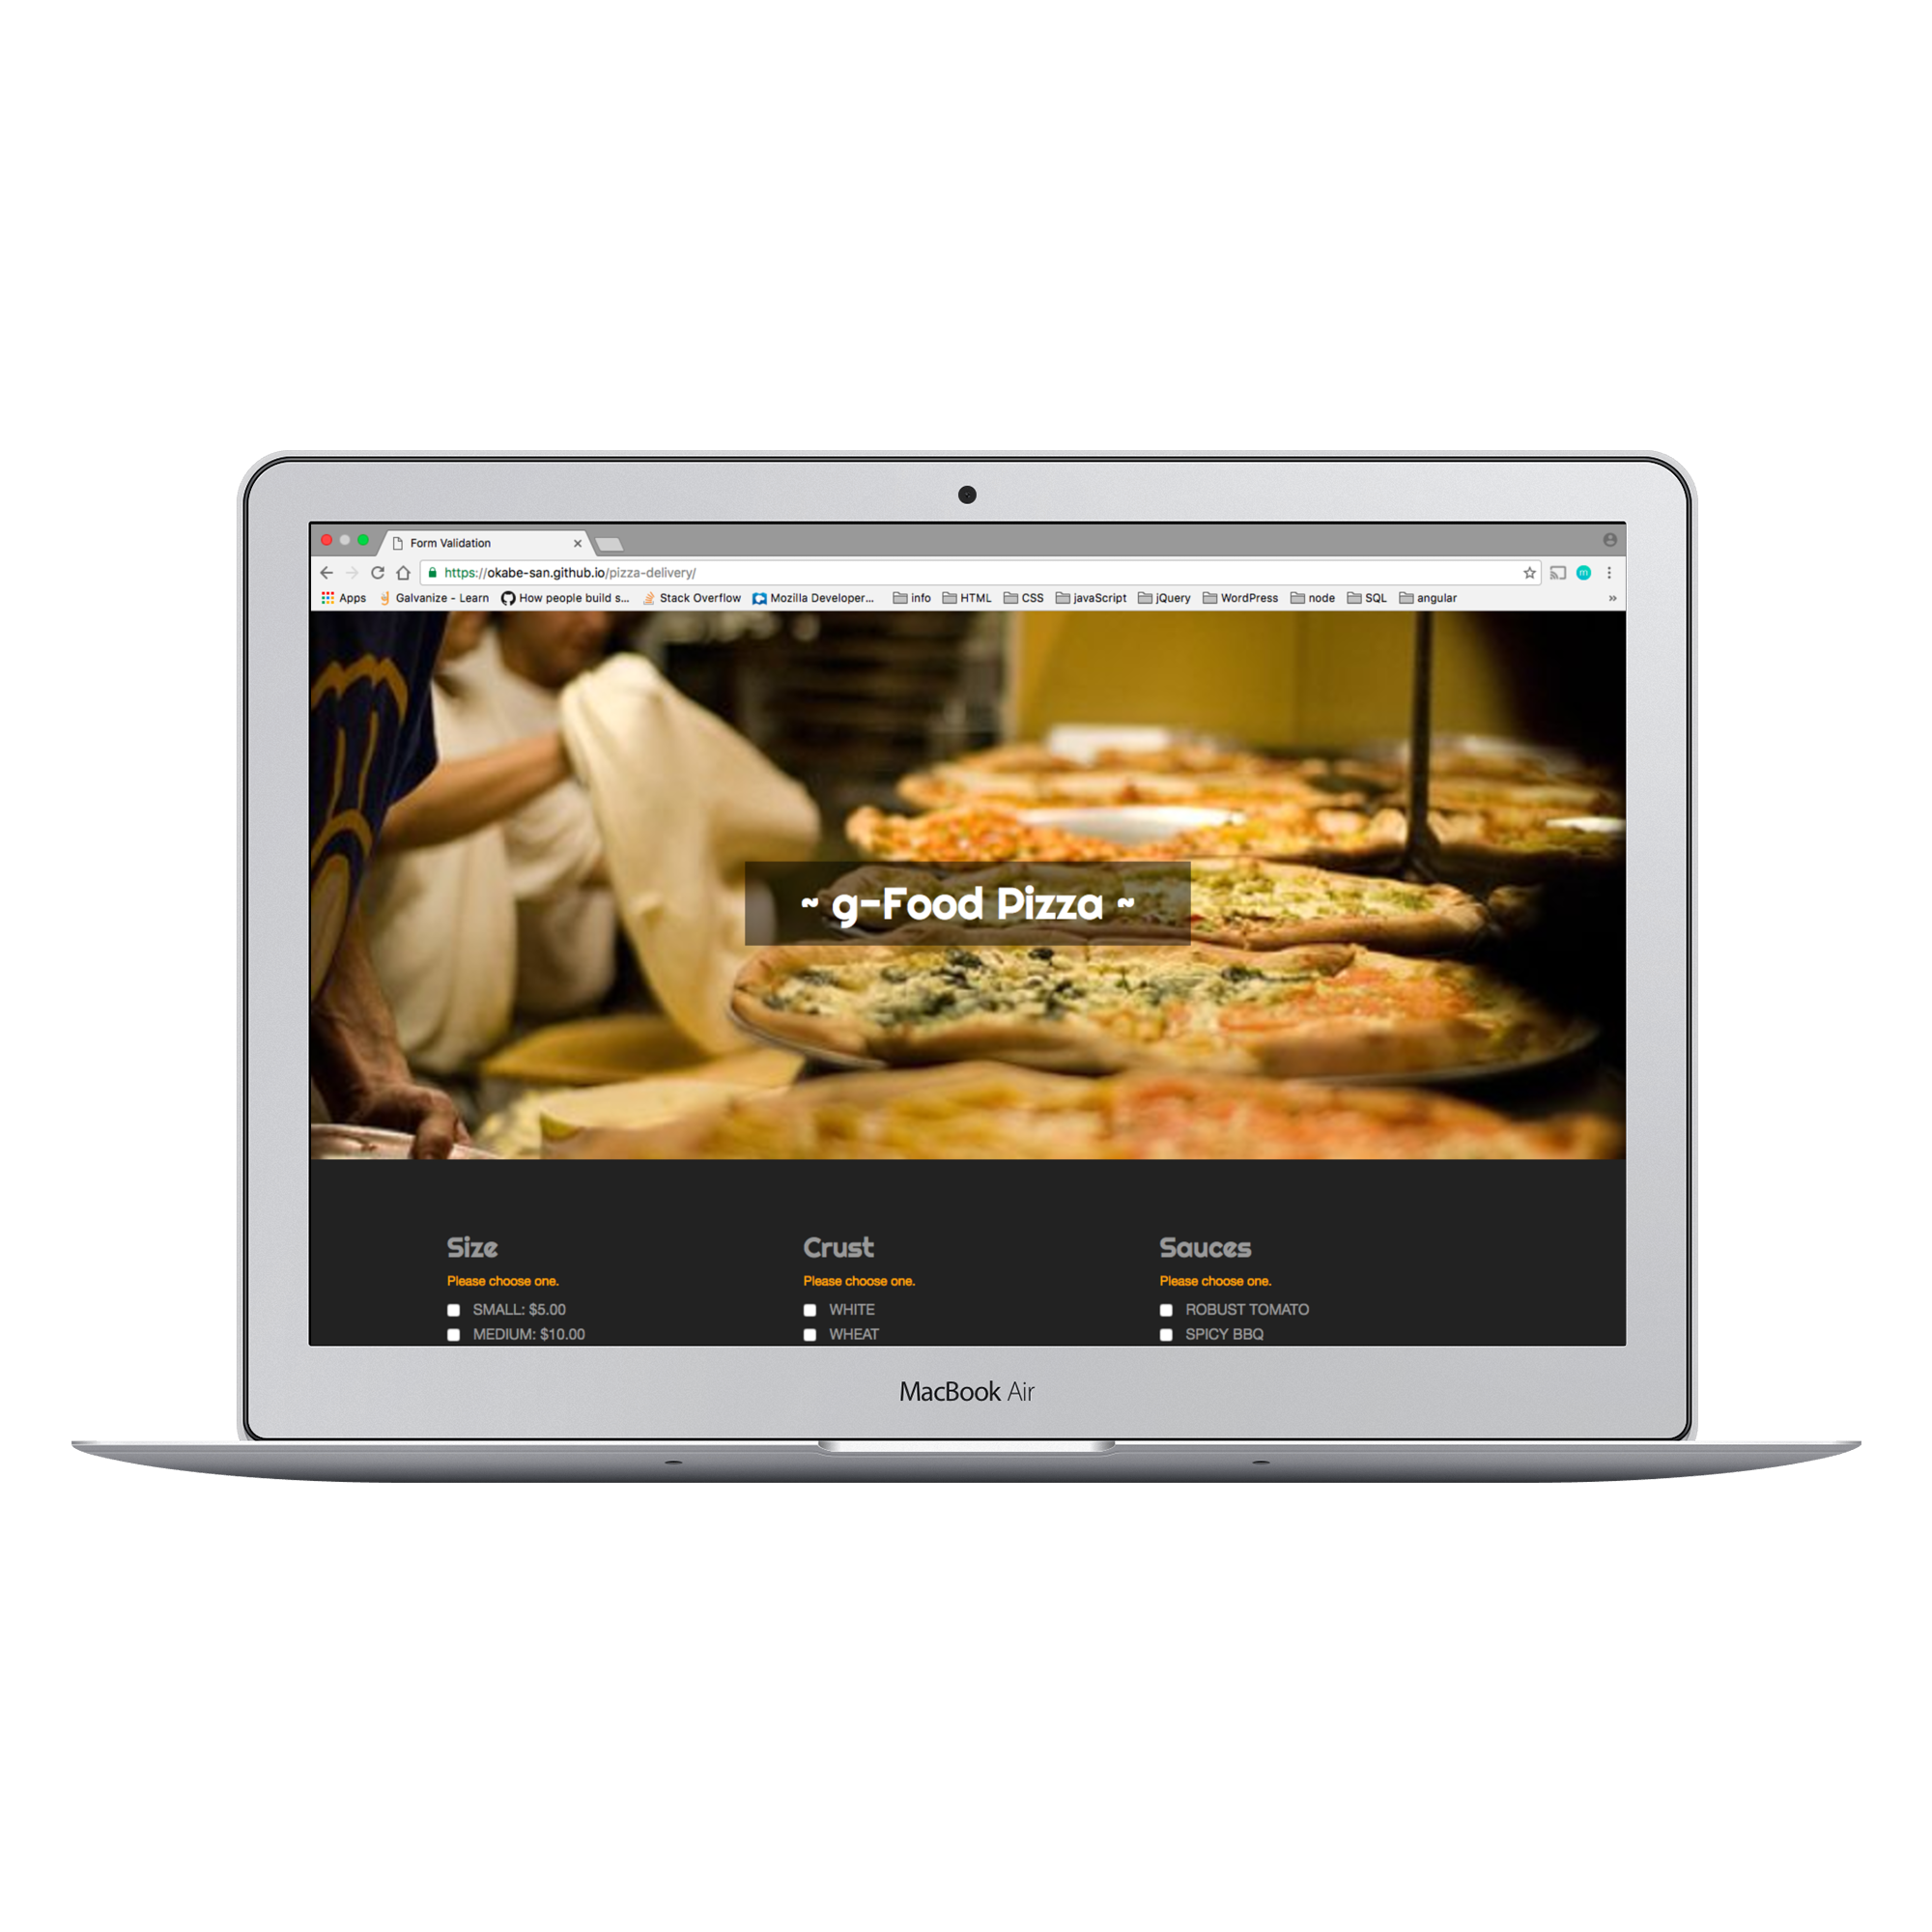 Form Validation
https://okabe-san.github.io/pizza-delivery/
m
Apps Galvanize - Learn How people build s... Stack Overflow Mozilla Developer... info HTML CSS javaScript jQuery WordPress node SQL angular »
~ g-Food Pizza ~
Size Crust Sauces
Please choose one. Please choose one. Please choose one.
SMALL: $5.00 WHITE ROBUST TOMATO
MEDIUM: $10.00 WHEAT SPICY BBQ
MacBook Air